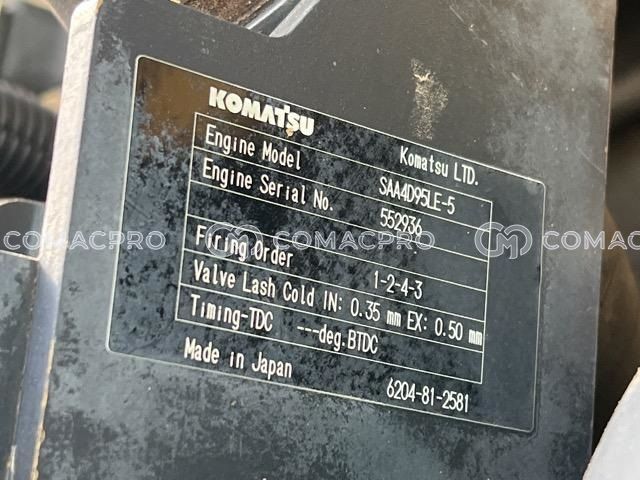 KOMATSU Komatsu LTD.
Engine Model SAA4D95LE-5
Engine Serial No. 552936
COMACPRO COMACPRO COMACPRO
Firing Order 1-2-4-3
Valve Lash Cold IN: 0.35 mm EX: 0.50 mm
Timing-TDC ---deg.BTDC
Made in Japan 6204-81-2581